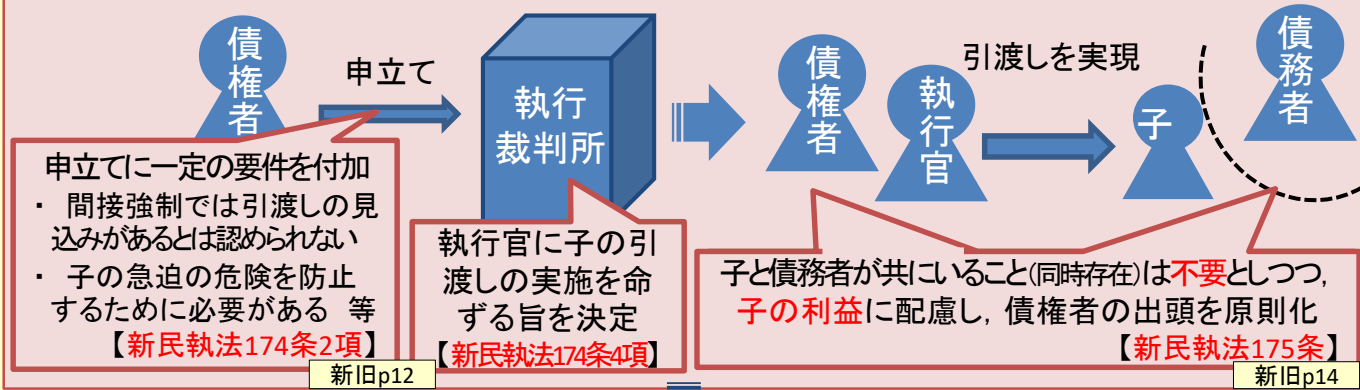 債権者
申立て
執行
裁判所
債権者
執行官
引渡しを実現
子
債務者
申立てに一定の要件を付加
・ 間接強制では引渡しの見
込みがあるとは認められない
・ 子の急迫の危険を防止
するために必要がある 等
【新民執法174条2項】
新旧p12
執行官に子の引
渡しの実施を命
ずる旨を決定
【新民執法174条4項】
子と債務者が共にいること(同時存在)は不要としつつ,
子の利益に配慮し, 債権者の出頭を原則化
【新民執法175条】
新旧p14